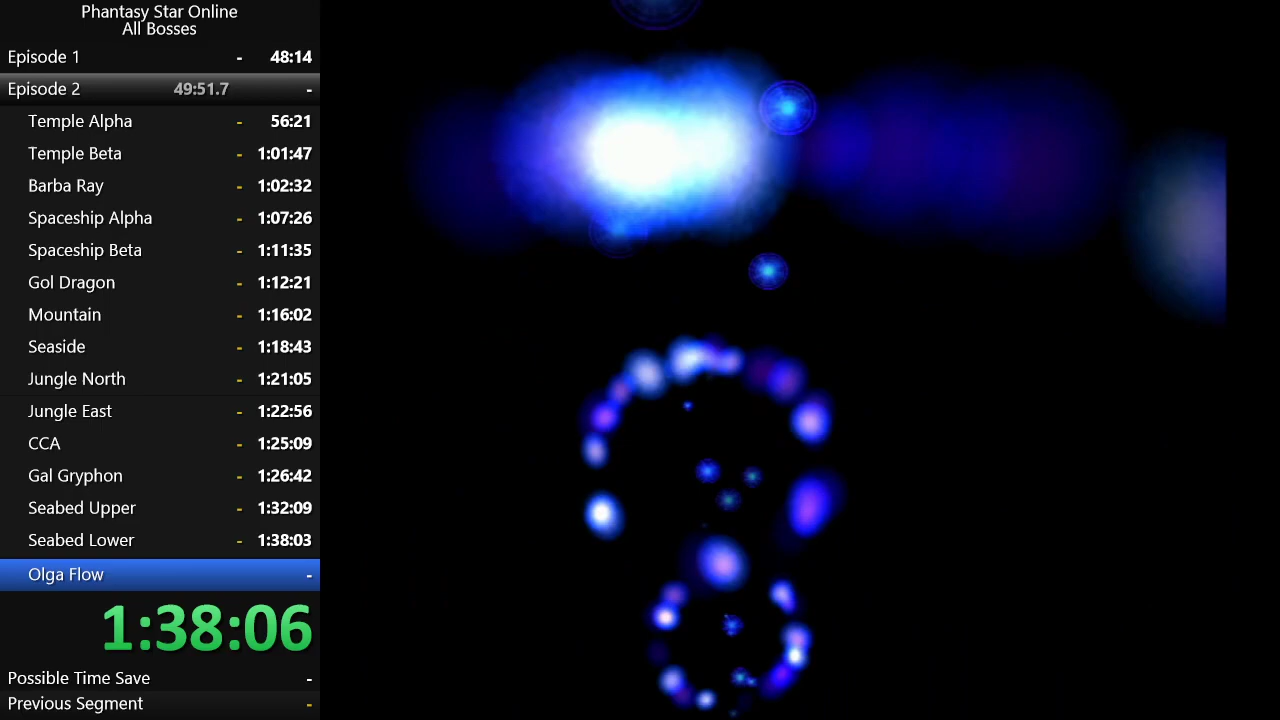 Phantasy Star Online
All Bosses
Episode 1 - 48:14
Episode 2 49:51.7 -
Temple Alpha - 56:21
Temple Beta - 1:01:47
Barba Ray - 1:02:32
Spaceship Alpha - 1:07:26
Spaceship Beta - 1:11:35
Gol Dragon - 1:12:21
Mountain - 1:16:02
Seaside - 1:18:43
Jungle North - 1:21:05
Jungle East - 1:22:56
CCA - 1:25:09
Gal Gryphon - 1:26:42
Seabed Upper - 1:32:09
Seabed Lower - 1:38:03
Olga Flow -
1:38:06
Possible Time Save -
Previous Segment -